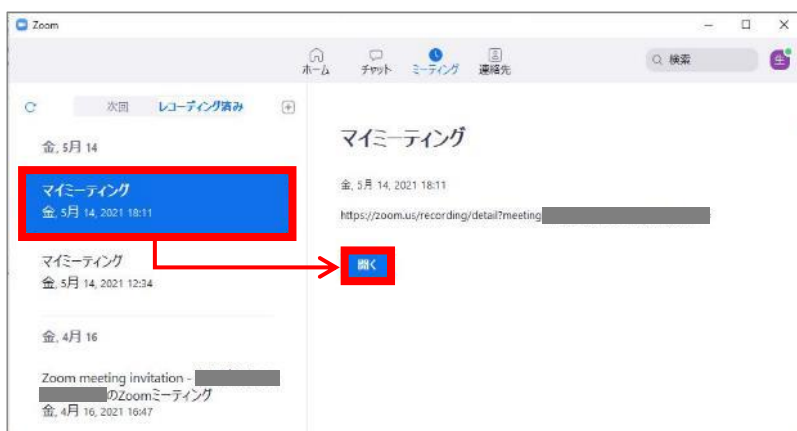 Zoom
ホーム チャット ミーティング 連絡先
検索
生
次回 レコーディング済み
金, 5月 14
マイミーティング
金, 5月 14, 2021 18:11
マイミーティング
金, 5月 14, 2021 12:34
金, 4月 16
Zoom meeting invitation -
のZoomミーティング
金, 4月 16, 2021 16:47
マイミーティング
金, 5月 14, 2021 18:11
https://zoom.us/recording/detail?meeting
開く